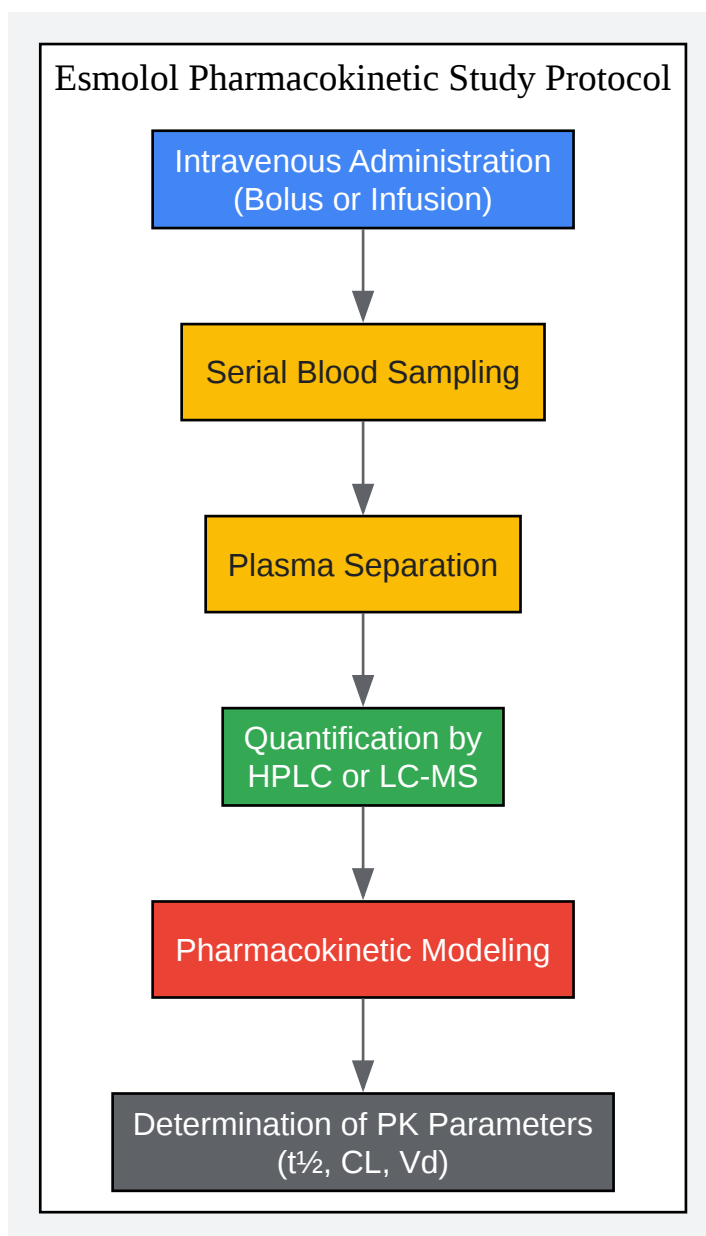 Esmolol Pharmacokinetic Study Protocol
Intravenous Administration
(Bolus or Infusion)
Serial Blood Sampling
Plasma Separation
Quantification by
HPLC or LC-MS
Pharmacokinetic Modeling
Determination of PK Parameters
(t½, CL, Vd)